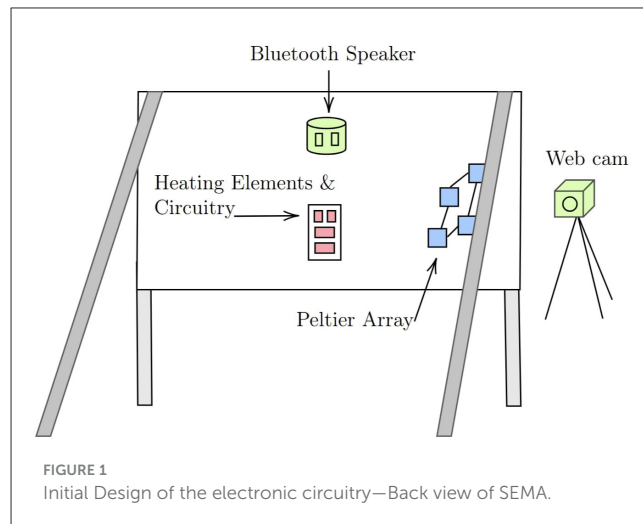 Bluetooth Speaker
Web cam
Heating Elements &
Circuitry
Peltier Array
FIGURE 1
Initial Design of the electronic circuitry—Back view of SEMA.